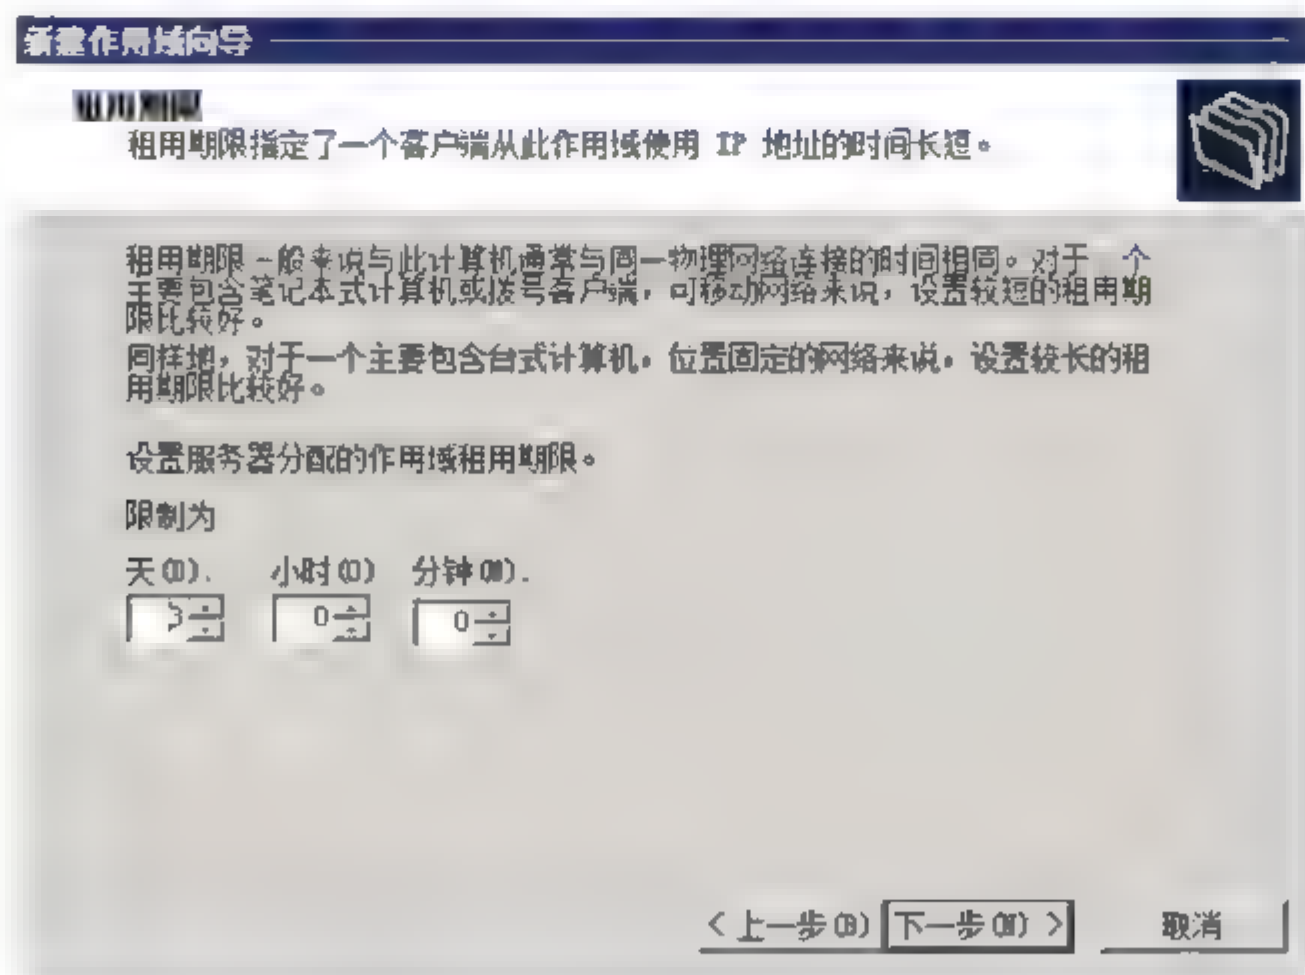 新建作用域向导
租用期限
租用期限指定了一个客户端从此作用域使用 IP 地址的时间长短。
租用期限一般来说与此计算机通常与同一物理网络连接的时间相同。对于一个
主要包含笔记本式计算机或拨号客户端,可移动网络来说,设置较短的租用期
限比较好。
同样地,对于一个主要包含台式计算机,位置固定的网络来说,设置较长的租
用期限比较好。
设置服务器分配的作用域租用期限。
限制为
天(D): 小时(O) 分钟(M):
0 0
< 上一步(B) 下一步(N) > 取消